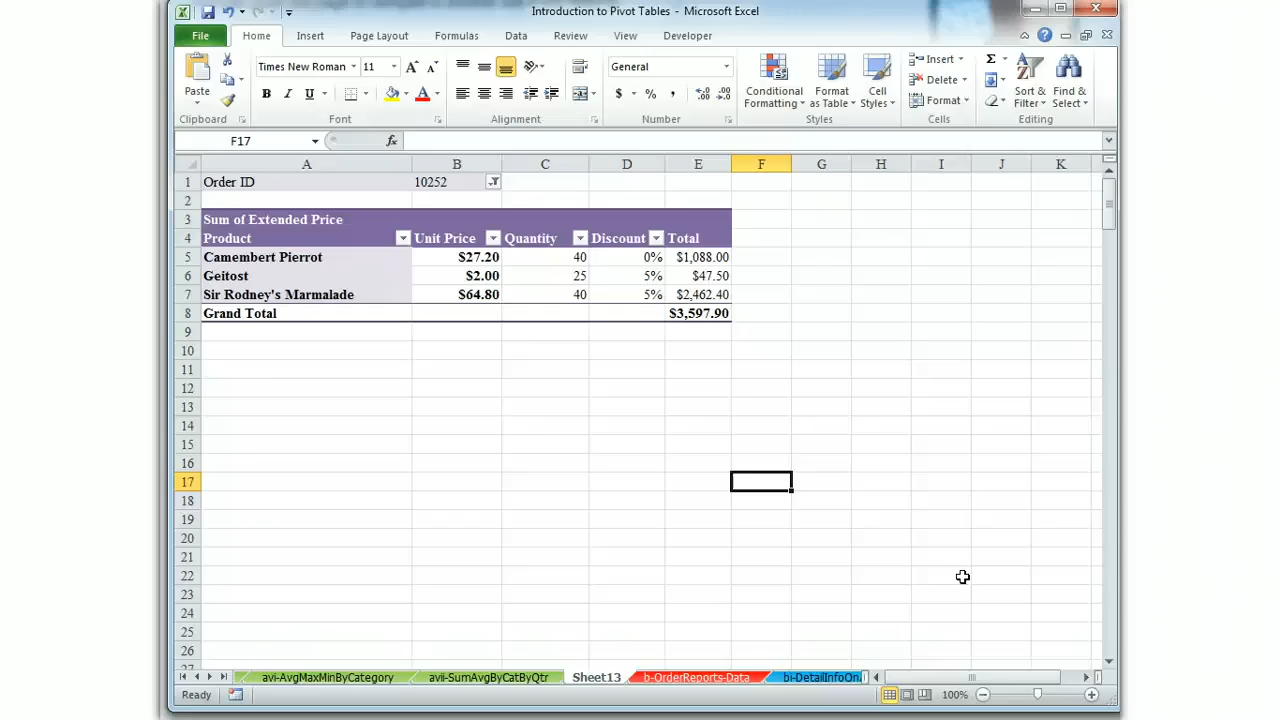 Introduction to Pivot Tables - Microsoft Excel
File Home Insert Page Layout Formulas Data Review View Developer
Times New Roman 11 General Insert
Delete
Paste Conditional Format Cell Format Sort & Find &
Formatting as Table Styles Filter Select
B I U A $ % ,
Clipboard Font Alignment Number Styles Cells Editing
F17 fx
A B C D E F G H I J K
1 Order ID 10252
2
3 Sum of Extended Price
4 Product Unit Price Quantity Discount Total
5 Camembert Pierrot $27.20 40 0% $1,088.00
6 Geitost $2.00 25 5% $47.50
7 Sir Rodney's Marmalade $64.80 40 5% $2,462.40
8 Grand Total $3,597.90
9
10
11
12
13
14
15
16
17
18
19
20
21
22
23
24
25
26
27
avi-AvgMaxMinByCategory avii-SumAvgByCatByQtr Sheet13 b-OrderReports-Data bi-DetailInfoOn
Ready 100%